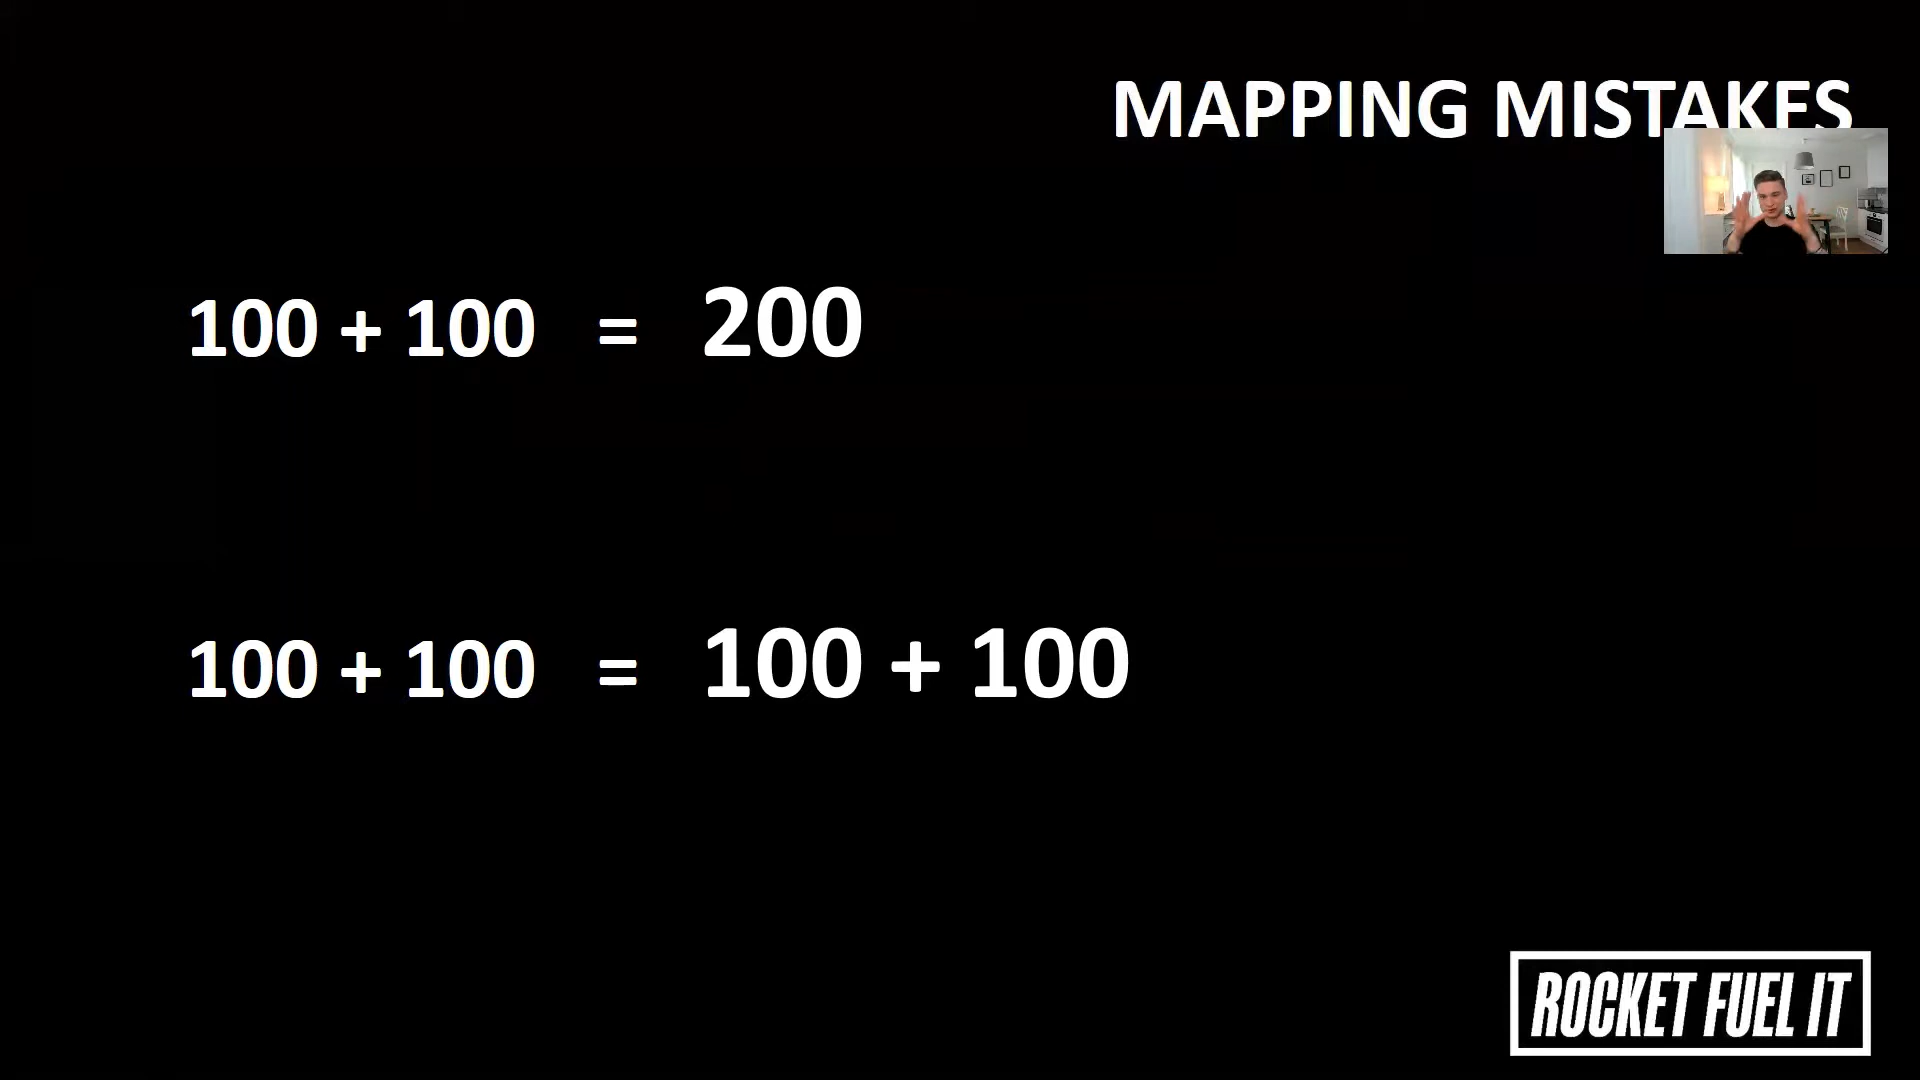 MAPPING MISTAKES
100 + 100 = 200
100 + 100 = 100 + 100
ROCKET FUEL IT